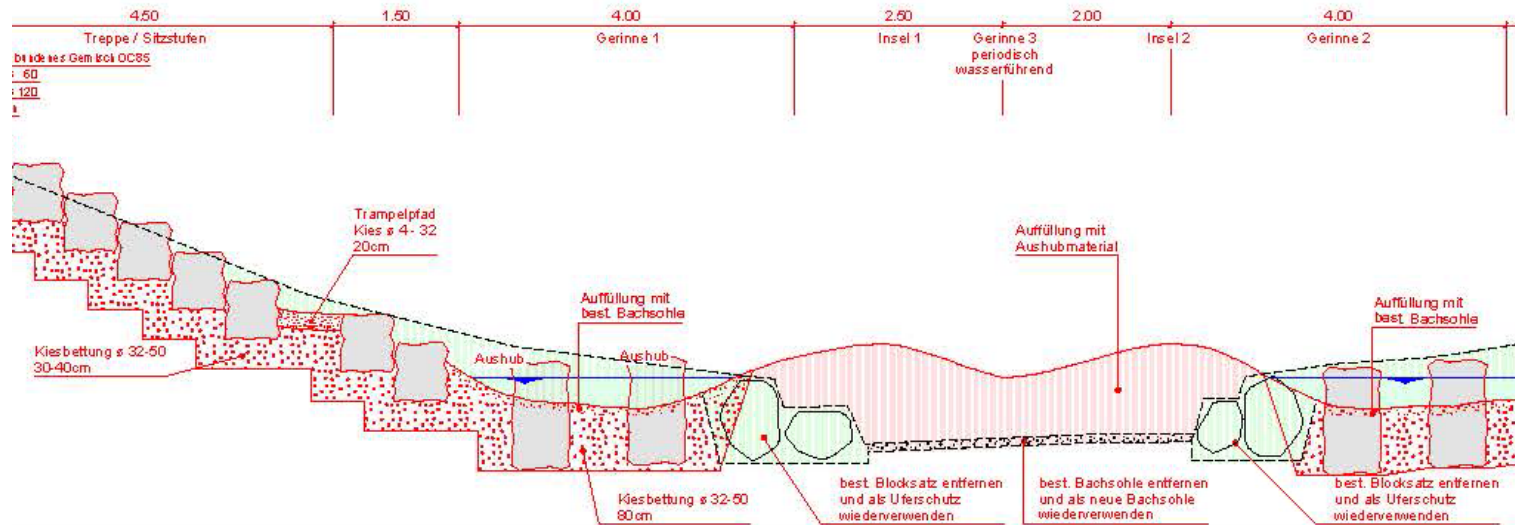 4.50 1.50 4.00 2.50 2.00 4.00
Treppe / Sitzstufen Gerinne 1 Insel 1 Gerinne 3 Insel 2 Gerinne 2
periodisch
wasserführend
Gemisch OC85
60
120
Trampelpfad
Kies ø 4 - 32
20cm
Auffüllung mit
Aushubmaterial
Auffüllung mit
best. Bachsohle
Auffüllung mit
best. Bachsohle
Kiesbettung ø 32-50
30-40cm
Aushub Aushub
Kiesbettung ø 32-50
80cm
best. Blocksatz entfernen
und als Uferschutz
wiederverwenden
best. Bachsohle entfernen
und als neue Bachsohle
wiederverwenden
best. Blocksatz entfernen
und als Uferschutz
wiederverwenden